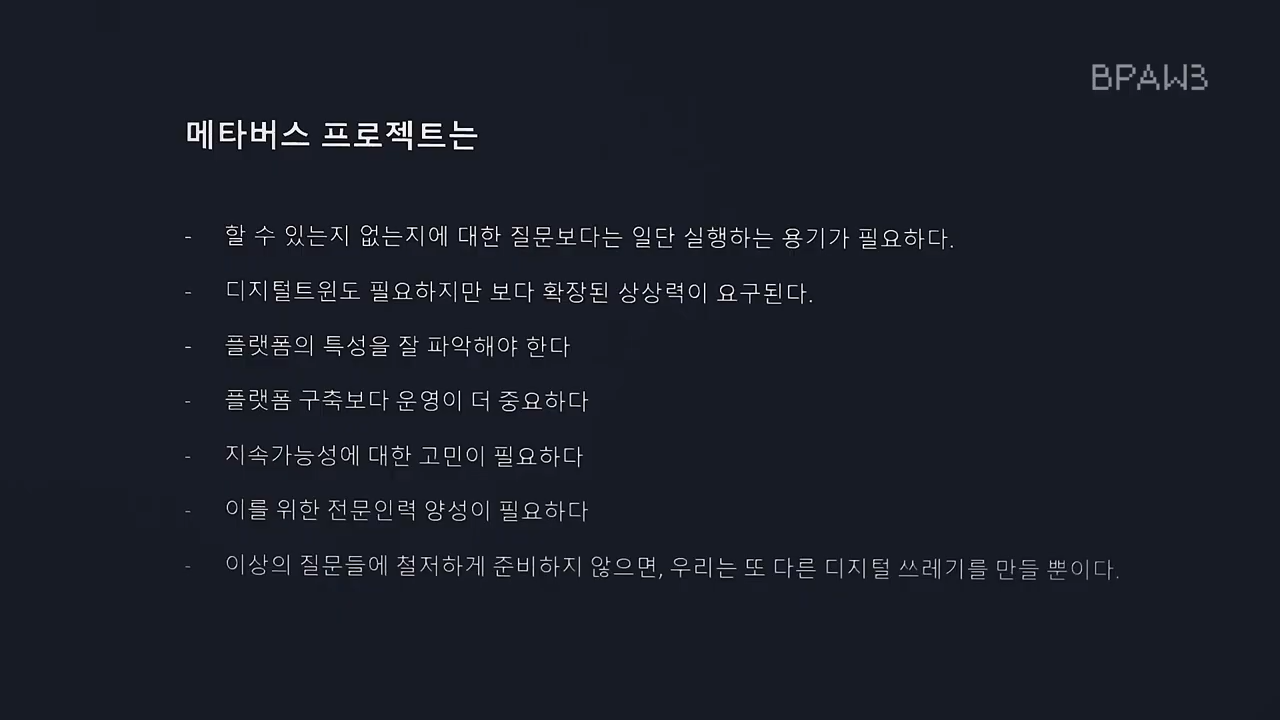 BPAW3
메타버스 프로젝트는
- 할 수 있는지 없는지에 대한 질문보다는 일단 실행하는 용기가 필요하다.
- 디지털트윈도 필요하지만 보다 확장된 상상력이 요구된다.
- 플랫폼의 특성을 잘 파악해야 한다
- 플랫폼 구축보다 운영이 더 중요하다
- 지속가능성에 대한 고민이 필요하다
- 이를 위한 전문인력 양성이 필요하다
- 이상의 질문들에 철저하게 준비하지 않으면, 우리는 또 다른 디지털 쓰레기를 만들 뿐이다.